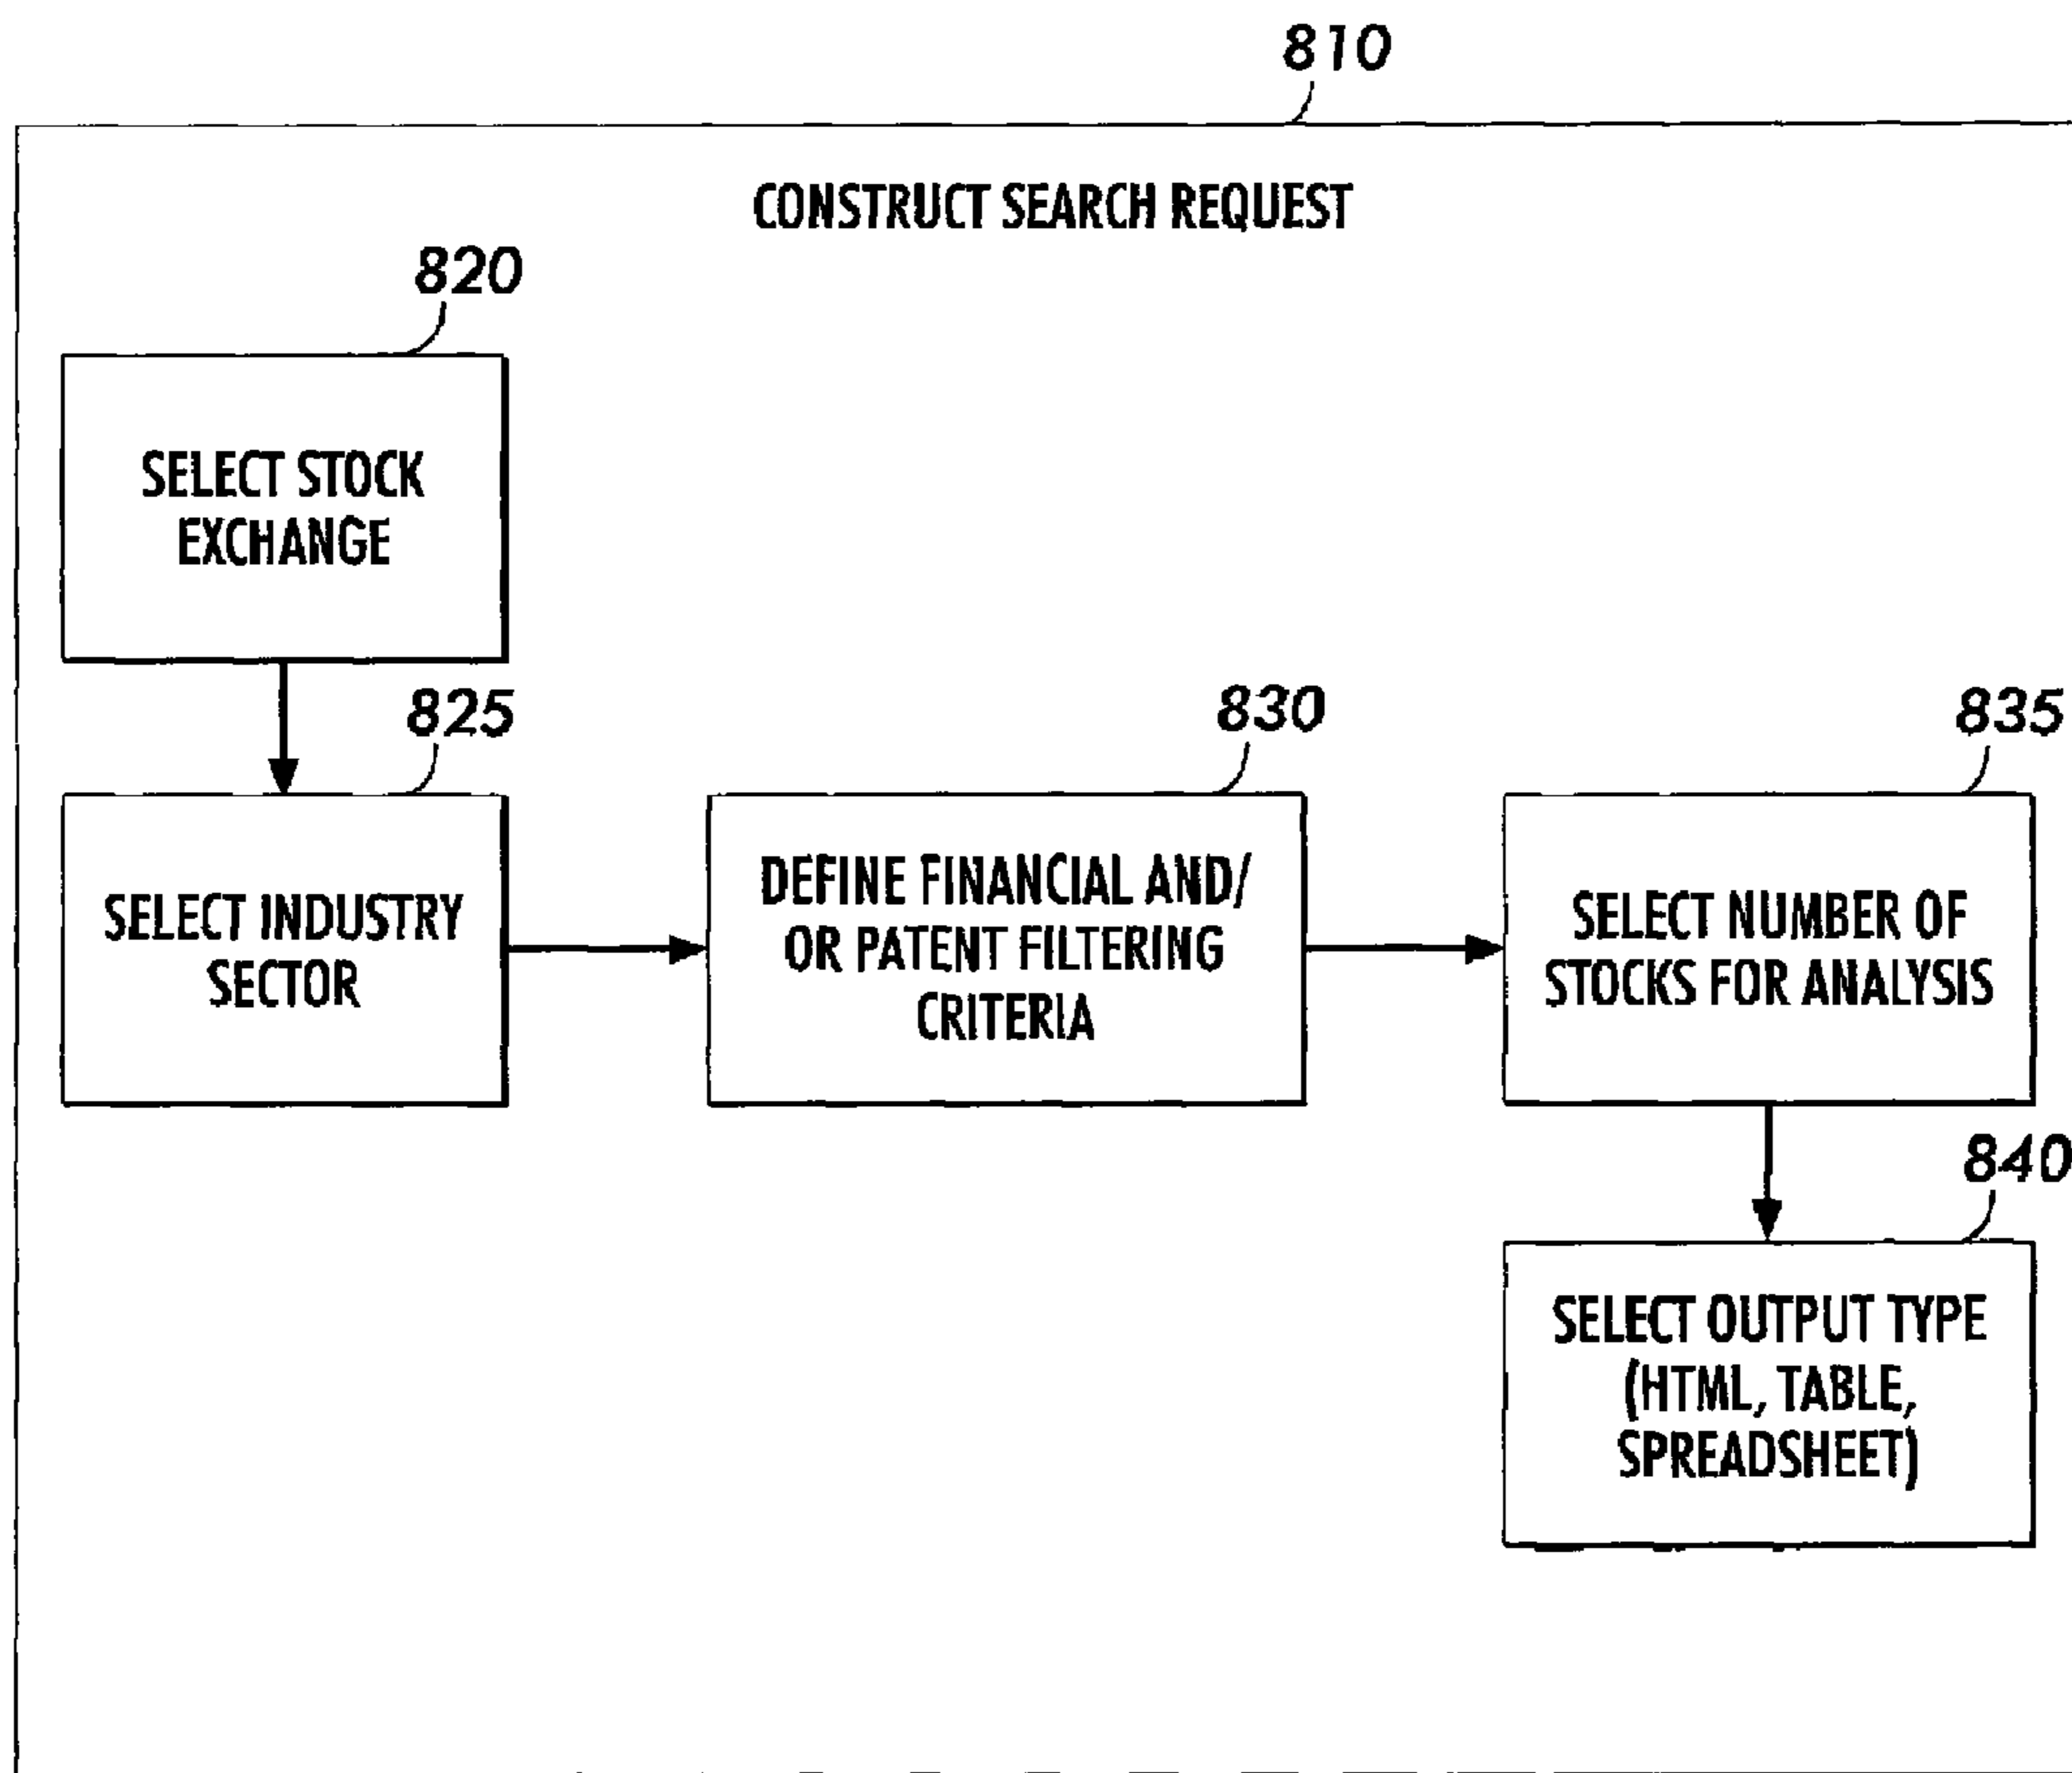 810
CONSTRUCT SEARCH REQUEST
820
SELECT STOCK
EXCHANGE
825
SELECT INDUSTRY
SECTOR
830
DEFINE FINANCIAL AND/
OR PATENT FILTERING
CRITERIA
835
SELECT NUMBER OF
STOCKS FOR ANALYSIS
840
SELECT OUTPUT TYPE
(HTML, TABLE,
SPREADSHEET)